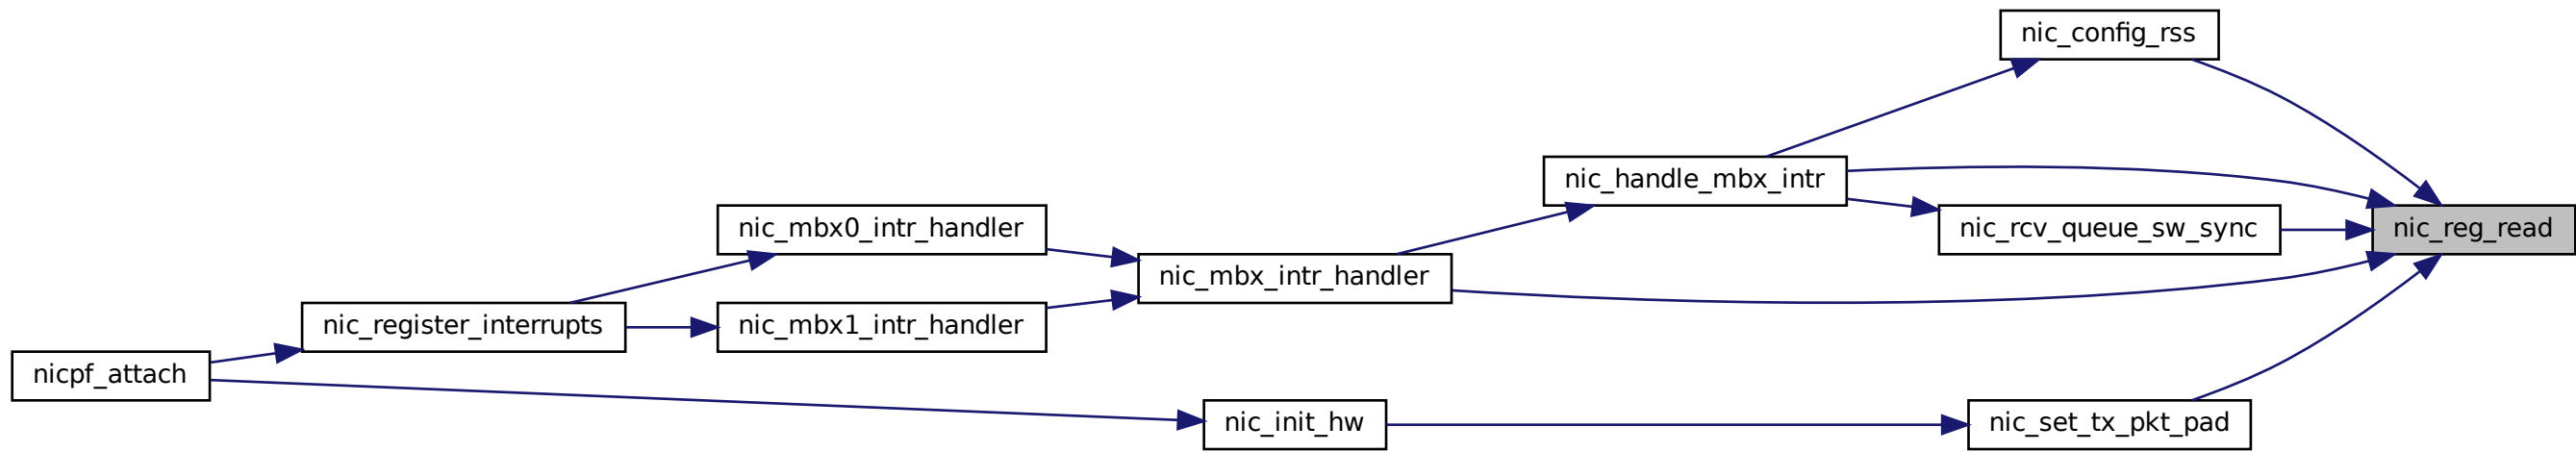 nic_config_rss
nic_handle_mbx_intr
nic_mbx0_intr_handler
nic_rcv_queue_sw_sync
nic_reg_read
nic_mbx_intr_handler
nic_register_interrupts
nic_mbx1_intr_handler
nicpf_attach
nic_init_hw
nic_set_tx_pkt_pad